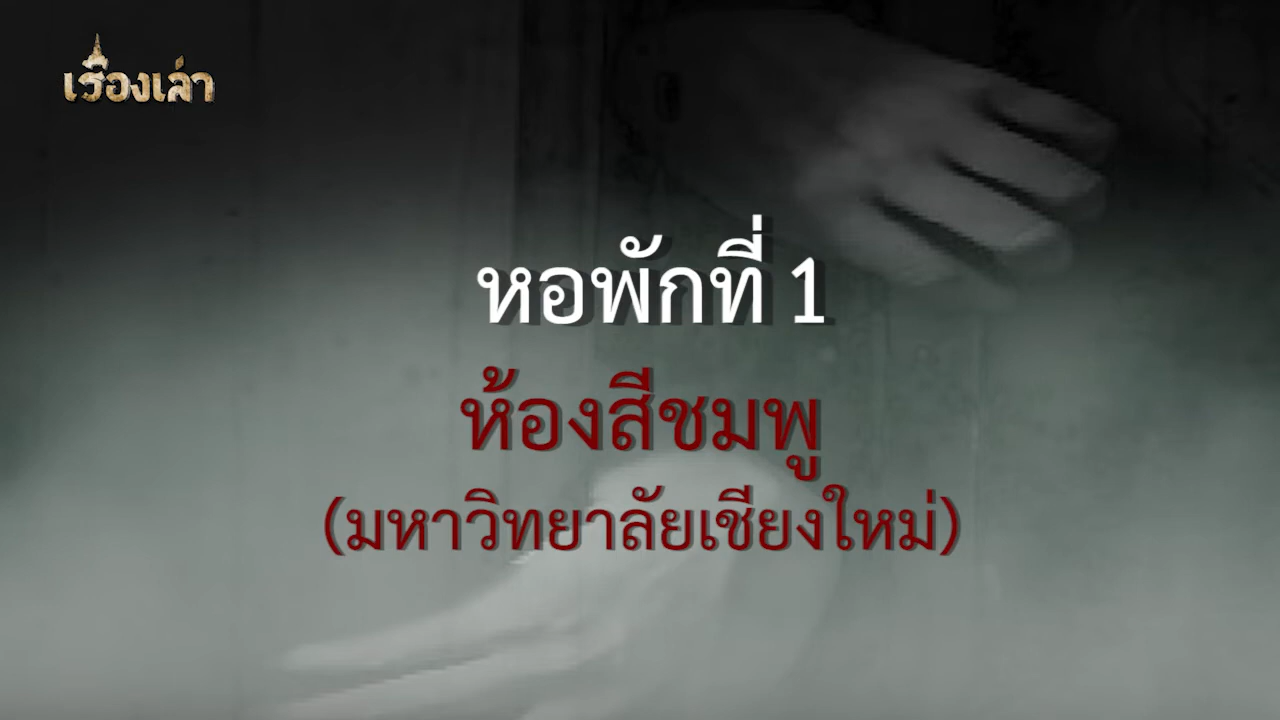 เรื่องเล่า
หอพักที่ 1
ห้องสีชมพู
(มหาวิทยาลัยเชียงใหม่)